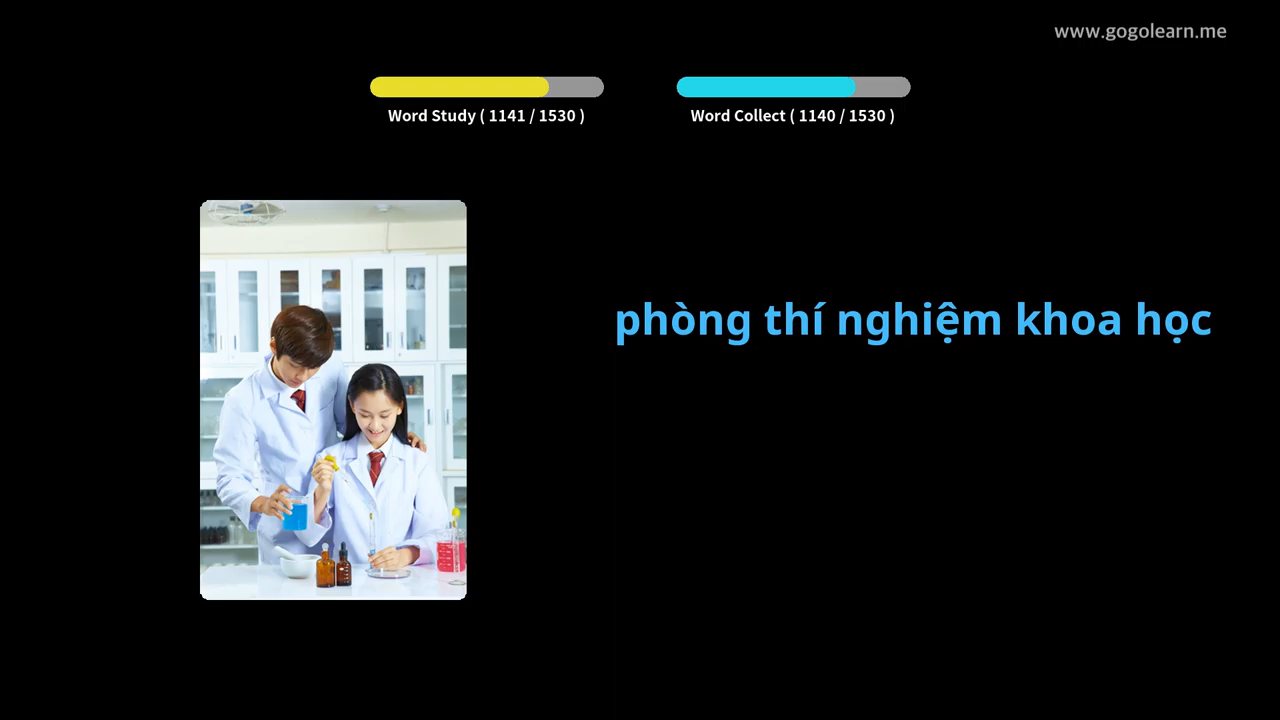 www.gogolearn.me
Word Study ( 1141 / 1530 )
Word Collect ( 1140 / 1530 )
phòng thí nghiệm khoa học